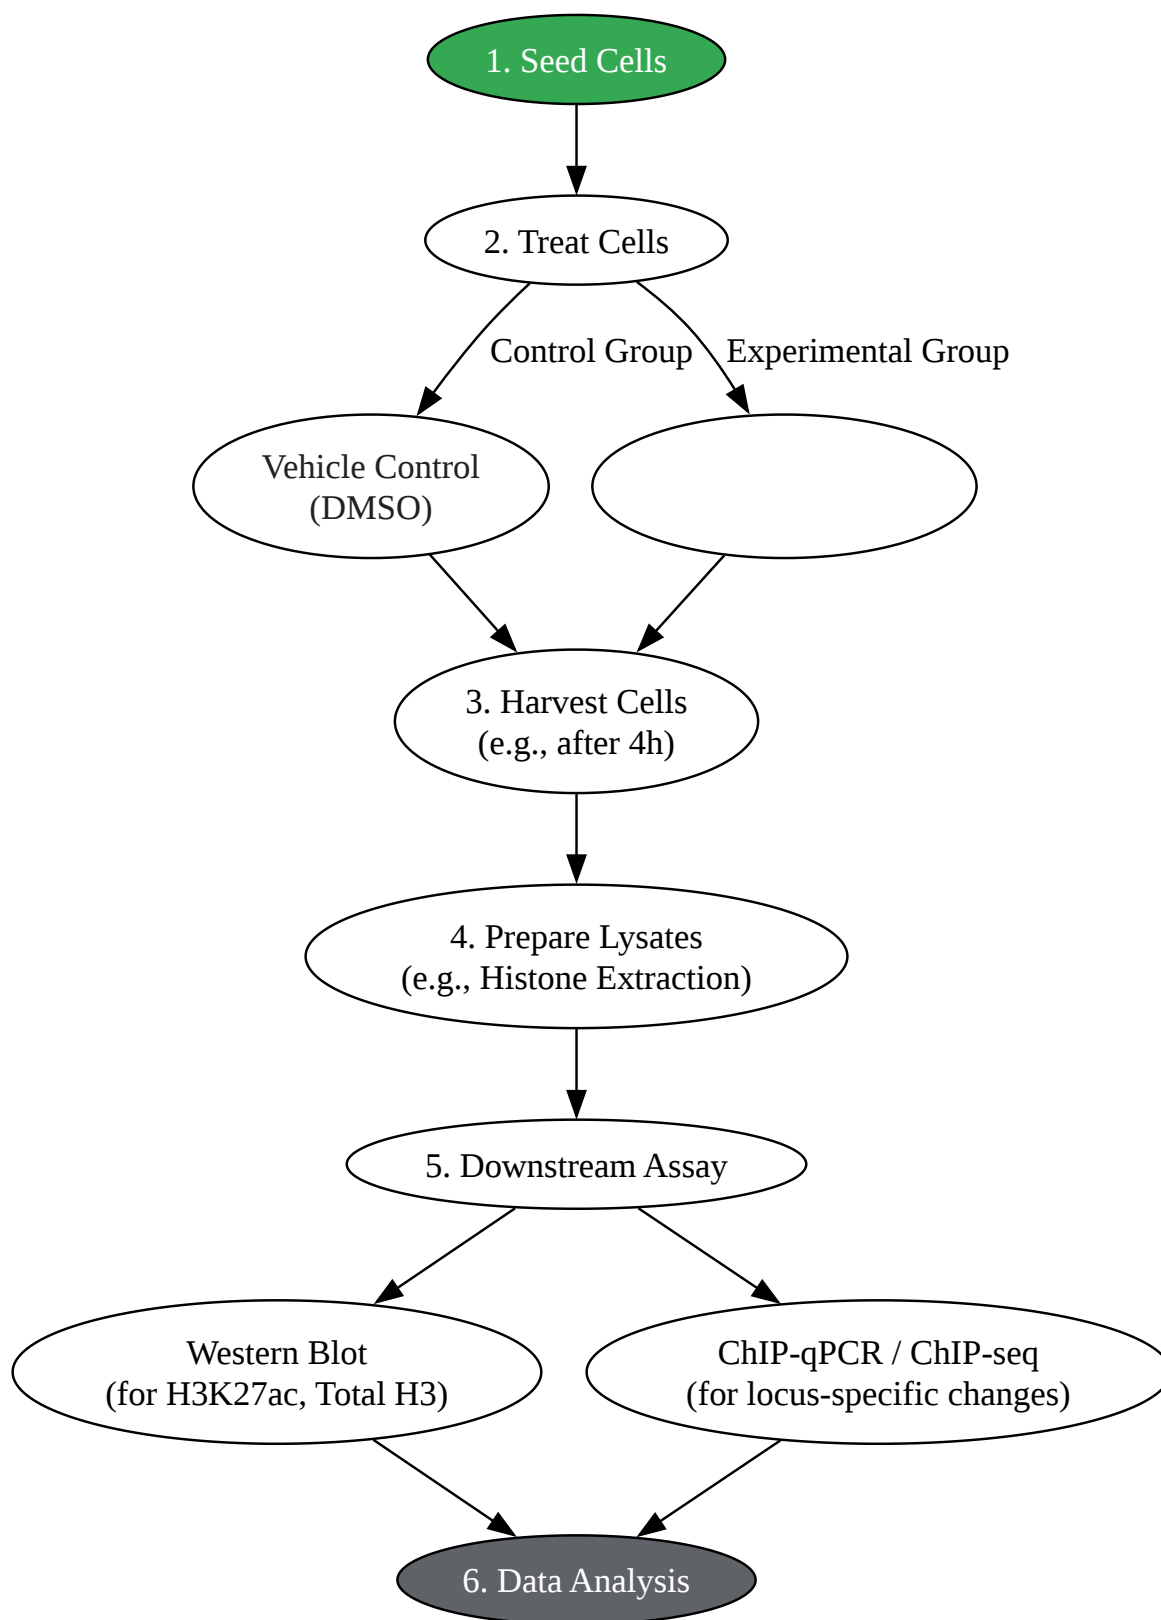 1. Seed Cells
2. Treat Cells
Control Group
Experimental Group
Vehicle Control
(DMSO)
3. Harvest Cells
(e.g., after 4h)
4. Prepare Lysates
(e.g., Histone Extraction)
5. Downstream Assay
Western Blot
(for H3K27ac, Total H3)
ChIP-qPCR / ChIP-seq
(for locus-specific changes)
6. Data Analysis